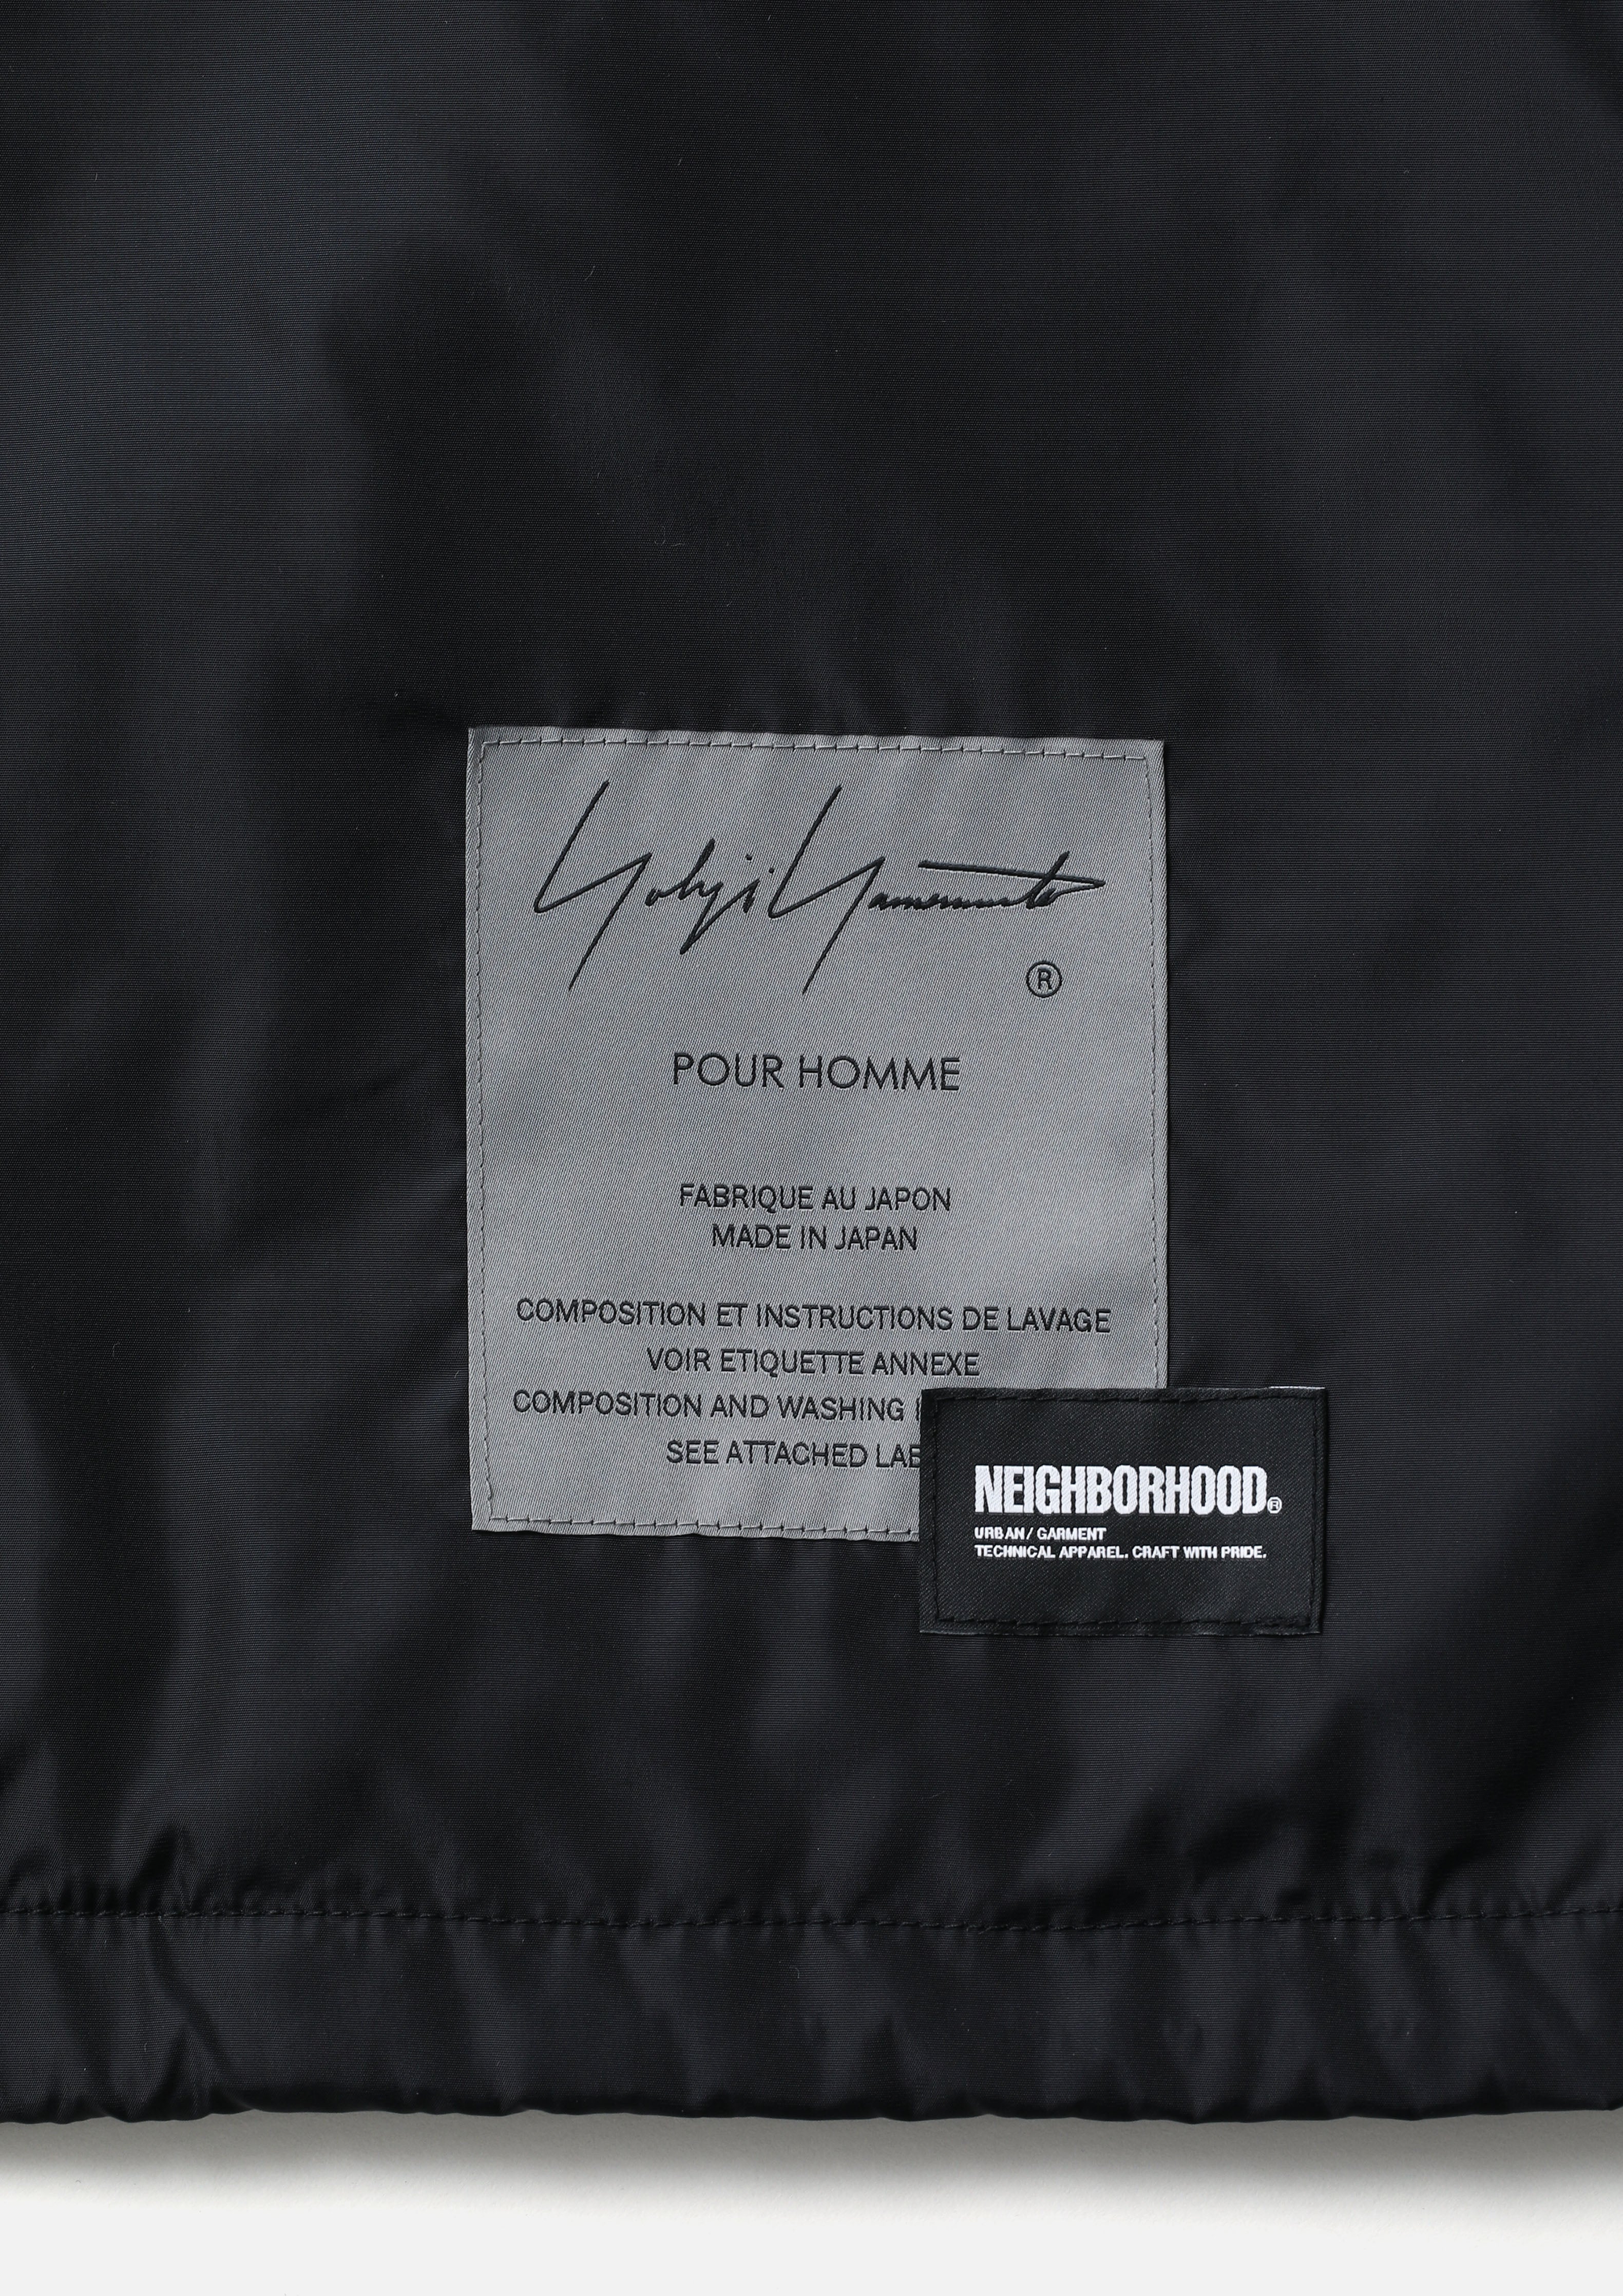 Yohji Yamamoto
®
POUR HOMME
FABRIQUE AU JAPON
MADE IN JAPAN
COMPOSITION ET INSTRUCTIONS DE LAVAGE
VOIR ETIQUETTE ANNEXE
COMPOSITION AND WASHING
SEE ATTACHED
NEIGHBORHOOD®
URBAN / GARMENT
TECHNICAL APPAREL. CRAFT WITH PRIDE.